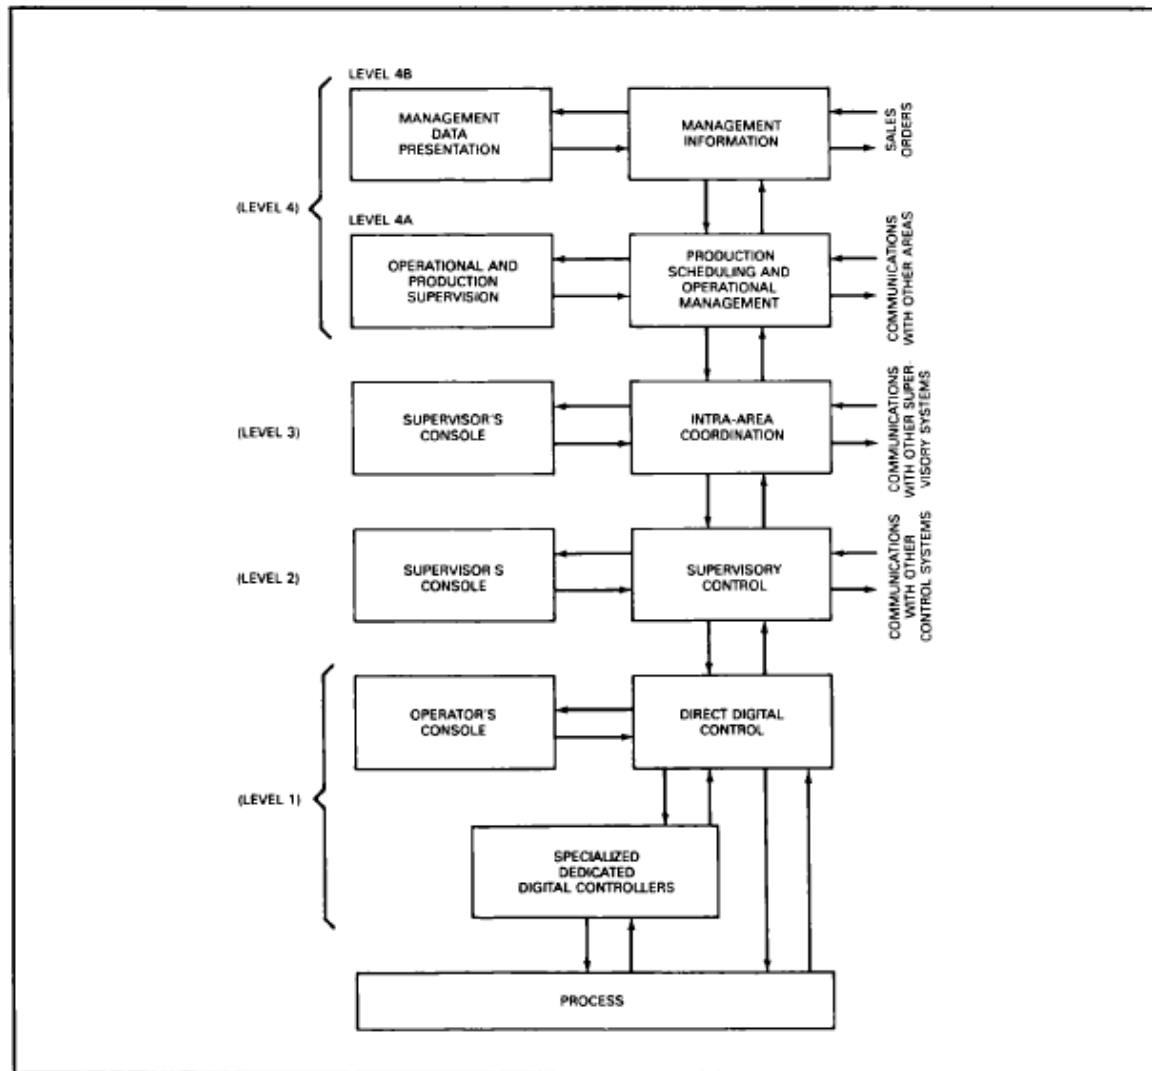 LEVEL 4B
MANAGEMENT
DATA
PRESENTATION
MANAGEMENT
INFORMATION
SALES
ORDERS
(LEVEL 4)
LEVEL 4A
OPERATIONAL AND
PRODUCTION
SUPERVISION
PRODUCTION
SCHEDULING AND
OPERATIONAL
MANAGEMENT
COMMUNICATIONS
WITH OTHER AREAS
(LEVEL 3)
SUPERVISOR'S
CONSOLE
INTRA-AREA
COORDINATION
COMMUNICATIONS
WITH OTHER SUPER-
VISORY SYSTEMS
(LEVEL 2)
SUPERVISOR S
CONSOLE
SUPERVISORY
CONTROL
COMMUNICATIONS
WITH OTHER
CONTROL SYSTEMS
(LEVEL 1)
OPERATOR'S
CONSOLE
DIRECT DIGITAL
CONTROL
SPECIALIZED
DEDICATED
DIGITAL CONTROLLERS
PROCESS